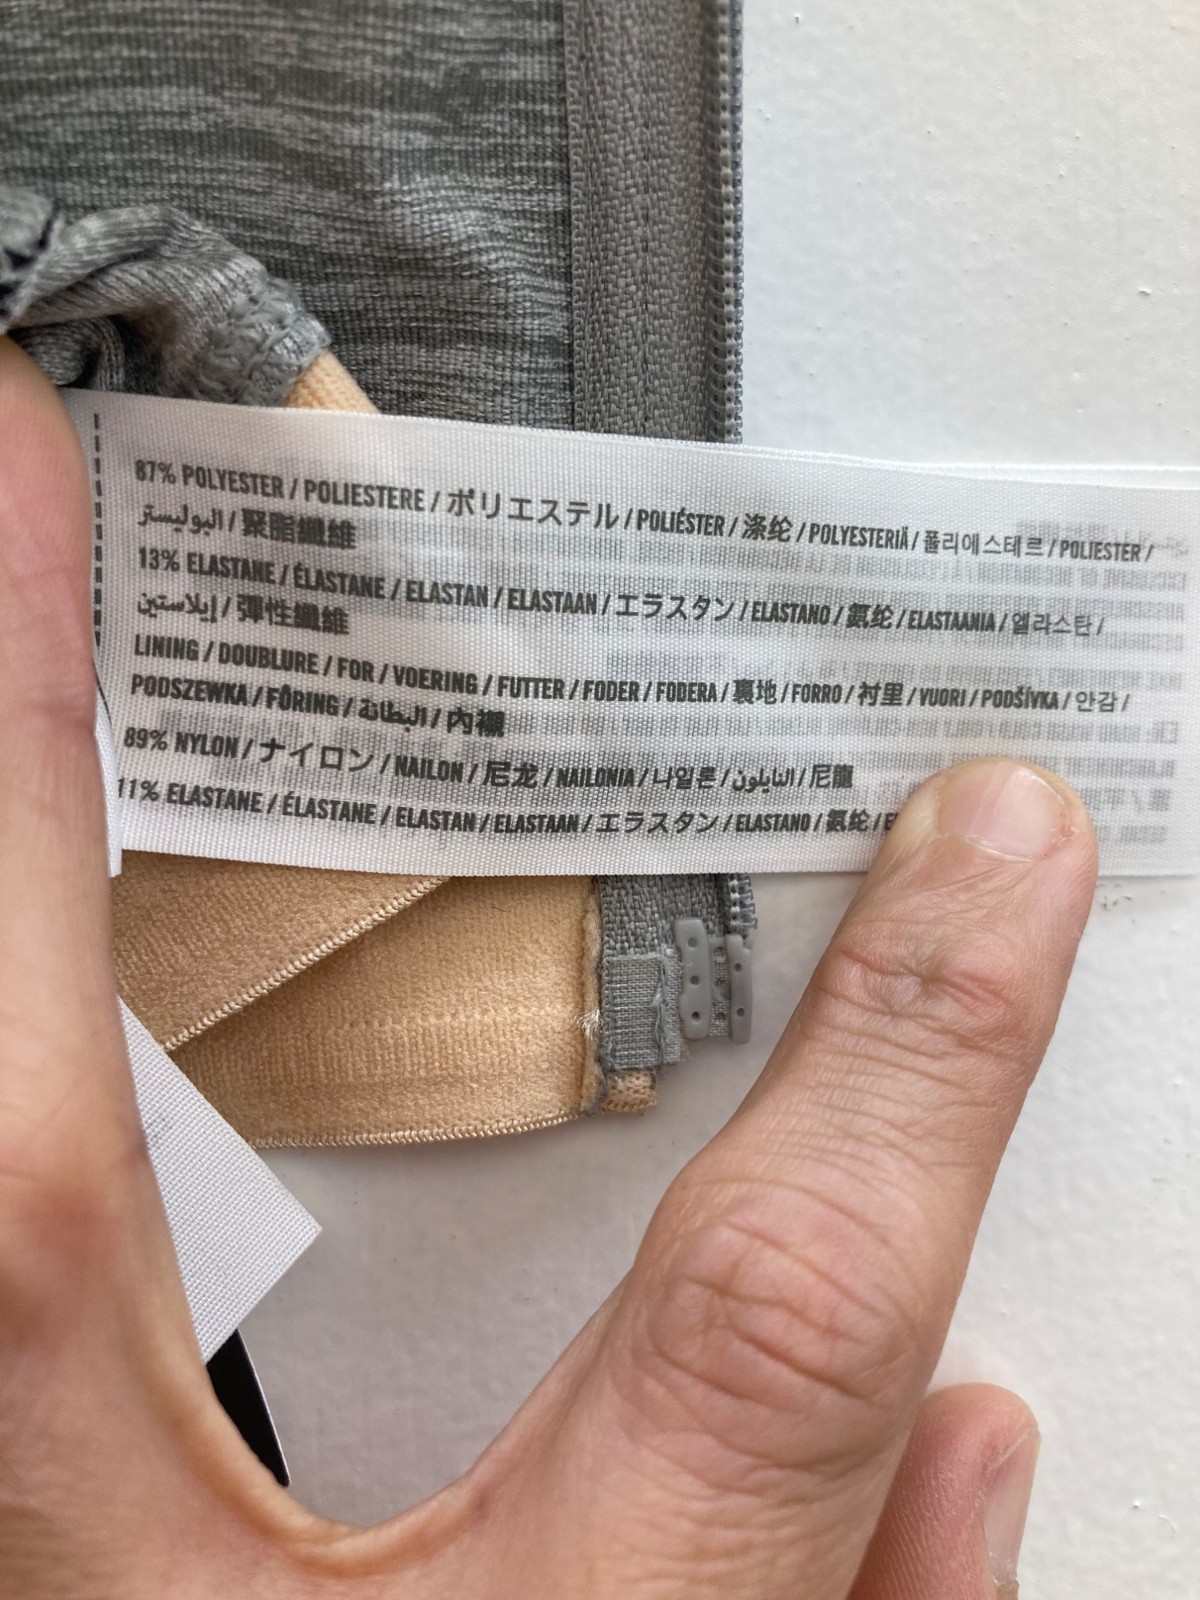 87% POLYESTER / POLIESTERE / ポリエステル / POLIÉSTER / 涤纶 / POLYESTERIÄ / 폴리에스테르 / POLIESTER /
البوليستر / 聚脂纖維
13% ELASTANE / ÉLASTANE / ELASTAN / ELASTAAN / エラスタン / ELASTANO / 氨纶 / ELASTAANIA / 엘라스탄 /
إيلاستين / 彈性纖維
LINING / DOUBLURE / FOR / VOERING / FUTTER / FODER / FODERA / 裏地 / FORRO / 衬里 / VUORI / PODŠÍVKA / 안감 /
PODSZEWKA / FÔRING / البطانة / 內襯
89% NYLON / ナイロン / NAILON / 尼龙 / NAILONIA / 나일론 / النايلون / 尼龍
11% ELASTANE / ÉLASTANE / ELASTAN / ELASTAAN / エラスタン / ELASTANO / 氨纶 /